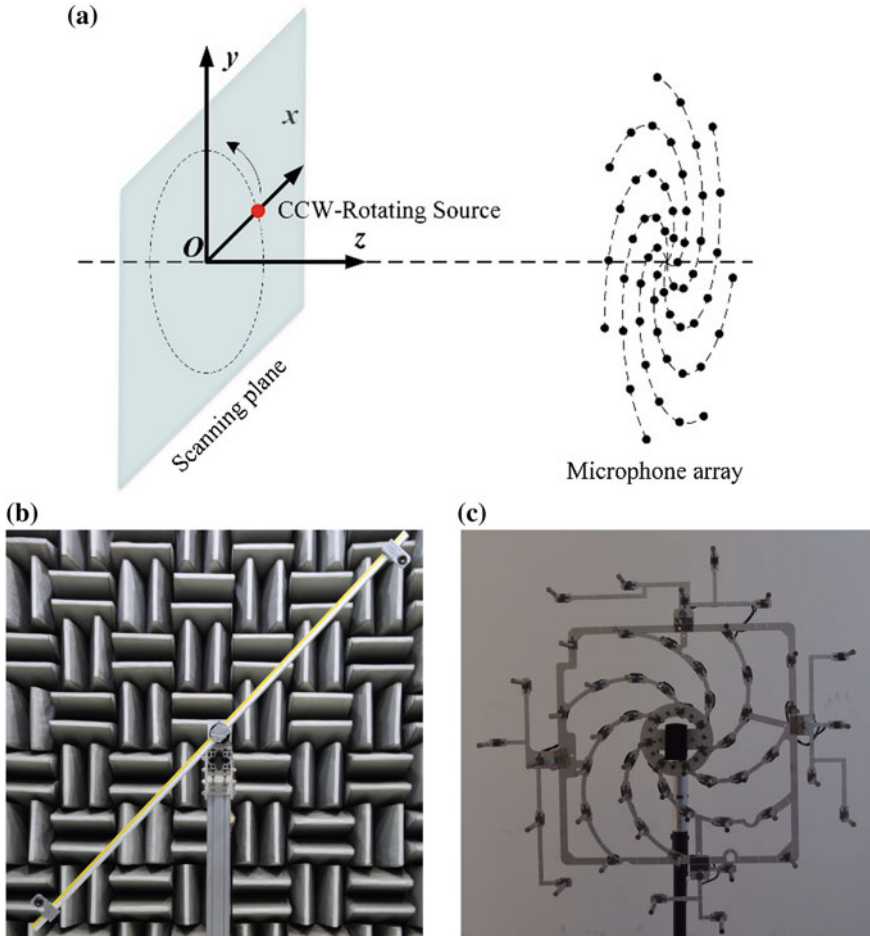 (a)
y
x
CCW-Rotating Source
O
z
Scanning plane
Microphone array
(b)
(c)